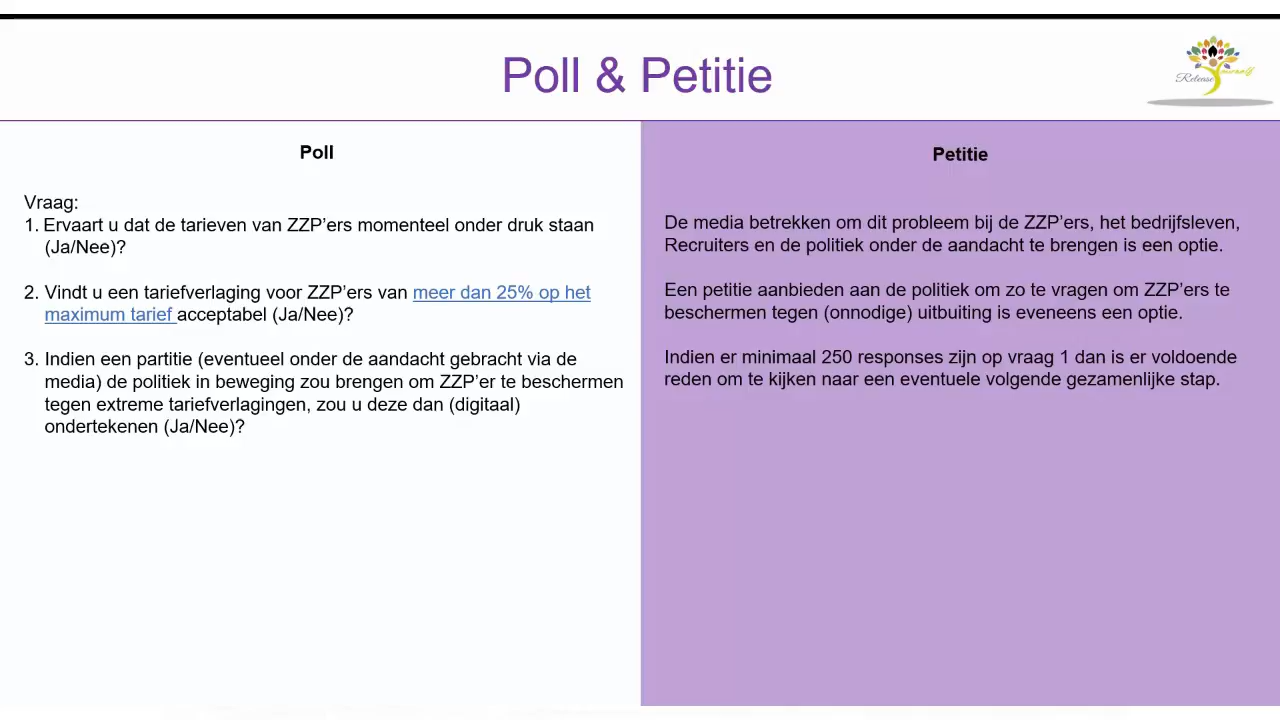 Poll & Petitie
Release Yourself
Poll
Vraag:
1. Ervaart u dat de tarieven van ZZP’ers momenteel onder druk staan
(Ja/Nee)?
2. Vindt u een tariefverlaging voor ZZP’ers van meer dan 25% op het
maximum tarief acceptabel (Ja/Nee)?
3. Indien een partitie (eventueel onder de aandacht gebracht via de
media) de politiek in beweging zou brengen om ZZP’er te beschermen
tegen extreme tariefverlagingen, zou u deze dan (digitaal)
ondertekenen (Ja/Nee)?
Petitie
De media betrekken om dit probleem bij de ZZP’ers, het bedrijfsleven,
Recruiters en de politiek onder de aandacht te brengen is een optie.
Een petitie aanbieden aan de politiek om zo te vragen om ZZP’ers te
beschermen tegen (onnodige) uitbuiting is eveneens een optie.
Indien er minimaal 250 responses zijn op vraag 1 dan is er voldoende
reden om te kijken naar een eventuele volgende gezamenlijke stap.